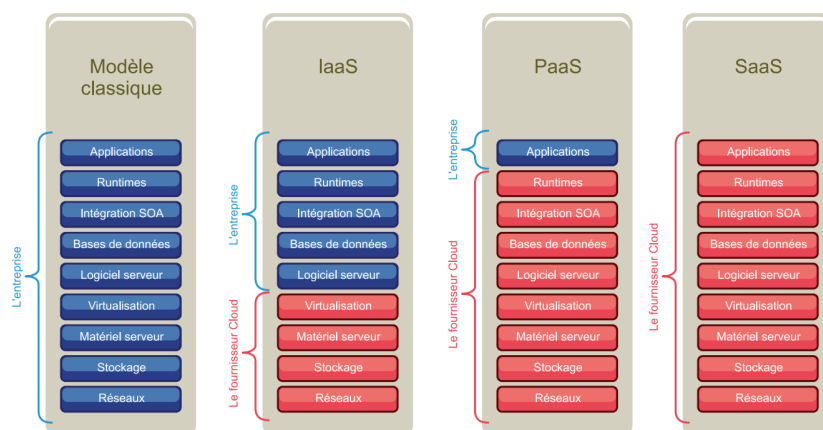 Modèle
classique
L'entreprise
Applications
Runtimes
Intégration SOA
Bases de données
Logiciel serveur
Virtualisation
Matériel serveur
Stockage
Réseaux
IaaS
L'entreprise
Le fournisseur Cloud
Applications
Runtimes
Intégration SOA
Bases de données
Logiciel serveur
Virtualisation
Matériel serveur
Stockage
Réseaux
PaaS
L'entreprise
Le fournisseur Cloud
Applications
Runtimes
Intégration SOA
Bases de données
Logiciel serveur
Virtualisation
Matériel serveur
Stockage
Réseaux
SaaS
Le fournisseur Cloud
Applications
Runtimes
Intégration SOA
Bases de données
Logiciel serveur
Virtualisation
Matériel serveur
Stockage
Réseaux